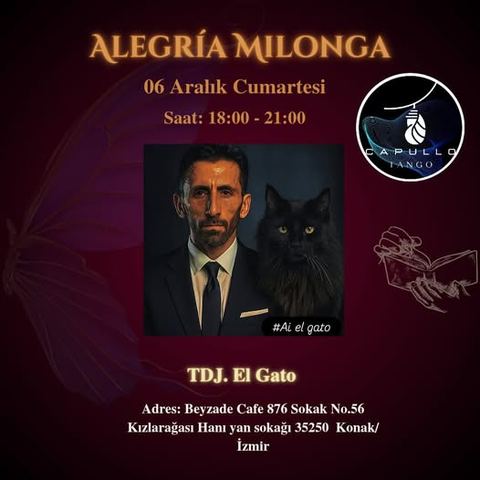 ALEGRÍA MILONGA
06 Aralık Cumartesi
Saat: 18:00 - 21:00
CAPULLO
TANGO
#Ai el gato
TDJ. El Gato
Adres: Beyzade Cafe 876 Sokak No.56
Kızlarağası Hanı yan sokağı 35250 Konak/
İzmir